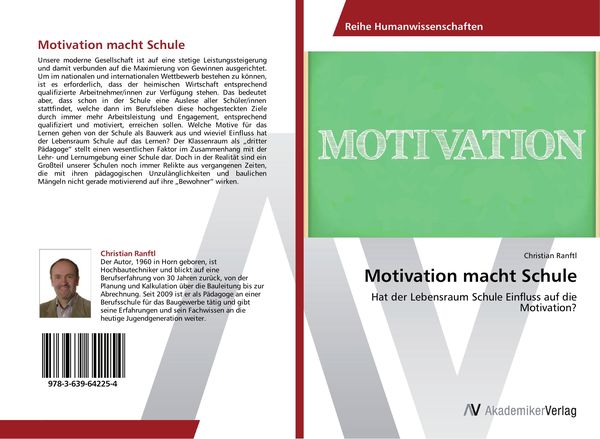 Motivation macht Schule
Unsere moderne Gesellschaft ist auf eine stetige Leistungssteigerung
und damit verbunden auf die Maximierung von Gewinnen ausgerichtet.
Um im nationalen und internationalen Wettbewerb bestehen zu können,
ist es erforderlich, dass der heimischen Wirtschaft entsprechend
qualifizierte Arbeitnehmer/innen zur Verfügung stehen. Das bedeutet
aber, dass schon in der Schule eine Auslese aller Schüler/innen
stattfindet, welche dann im Berufsleben diese hochgesteckten Ziele
durch immer mehr Arbeitsleistung und Engagement, entsprechend
qualifiziert und motiviert, erreichen sollen. Welche Motive für das
Lernen gehen von der Schule als Bauwerk aus und wieviel Einfluss hat
der Lebensraum Schule auf das Lernen? Der Klassenraum als „dritter
Pädagoge" stellt einen wesentlichen Faktor im Zusammenhang mit der
Lehr- und Lernumgebung einer Schule dar. Doch in der Realität sind ein
Großteil unserer Schulen noch immer Relikte aus vergangenen Zeiten,
die mit ihren pädagogischen Unzulänglichkeiten und baulichen
Mängeln nicht gerade motivierend auf ihre „Bewohner" wirken.
Christian Ranftl
Der Autor, 1960 in Horn geboren, ist
Hochbautechniker und blickt auf eine
Berufserfahrung von 30 Jahren zurück, von der
Planung und Kalkulation über die Bauleitung bis zur
Abrechnung. Seit 2009 ist er als Pädagoge an einer
Berufsschule für das Baugewerbe tätig und gibt
seine Erfahrungen und sein Fachwissen an die
heutige Jugendgeneration weiter.
978-3-639-64225-4
Reihe Humanwissenschaften
MOTIVATION
Christian Ranftl
Motivation macht Schule
Hat der Lebensraum Schule Einfluss auf die
Motivation?
AV AkademikerVerlag